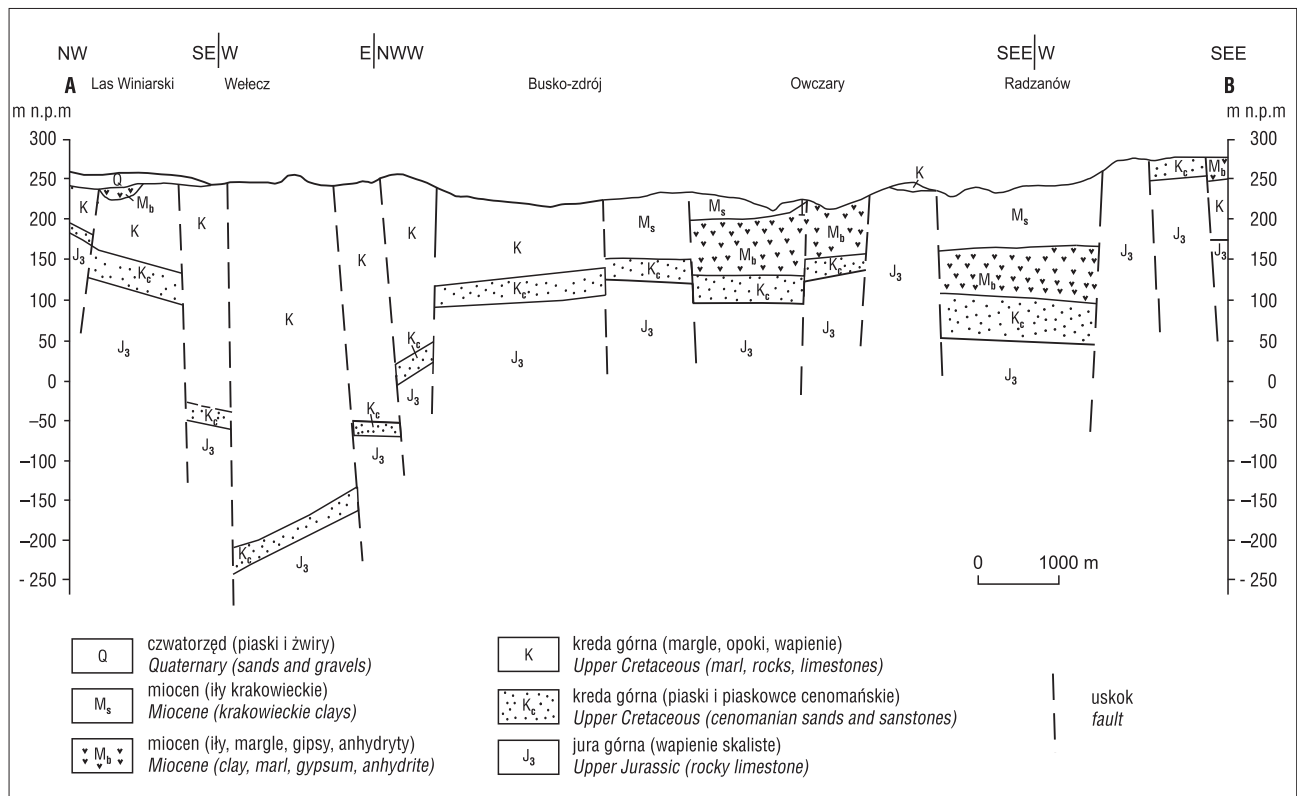 NW SE W E NWW SEE W SEE
A Las Winiarski Wełecz Busko-zdrój Owczary Radzanów B
m n.p.m m n.p.m
300 300
250 Q K Kc Mb 250
200 K Mb K K K K Ms Ms Mb Ms K 200
150 J3 Kc K K Mb Kc Kc J3 J3 J3 J3 150
100 Kc Kc Mb Kc 100
50 J3 K Kc J3 J3 J3 J3 50
0 J3 J3 0
–50 Kc Kc –50
–100 J3 J3 –100
–150 –150
–200 Kc J3 0 1000 m –200
- 250 - 250
Q czwatorzęd (piaski i żwiry)
Quaternary (sands and gravels)
Ms miocen (iły krakowieckie)
Miocene (krakowieckie clays)
Mb miocen (iły, margle, gipsy, anhydryty)
Miocene (clay, marl, gypsum, anhydrite)
K kreda górna (margle, opoki, wapienie)
Upper Cretaceous (marl, rocks, limestones)
Kc kreda górna (piaski i piaskowce cenomańskie)
Upper Cretaceous (cenomanian sands and sanstones)
J3 jura górna (wapienie skaliste)
Upper Jurassic (rocky limestone)
uskok
fault